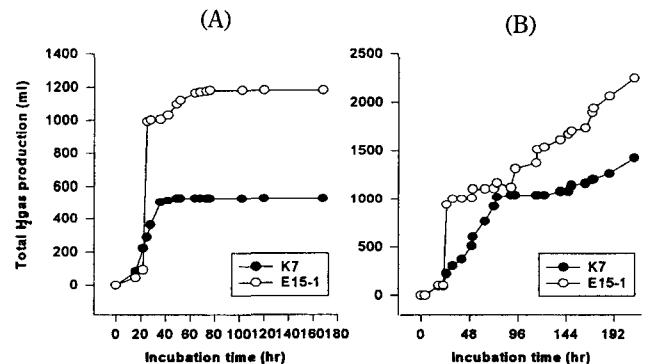 (A)
(B)
Total H2gas production (ml)
1400
1200
1000
800
600
400
200
0
K7
E15-1
0 20 40 60 80 100 120 140 160 180
Incubation time (hr)
2500
2000
1500
1000
500
0
K7
E15-1
0 48 96 144 192
Incubation time (hr)